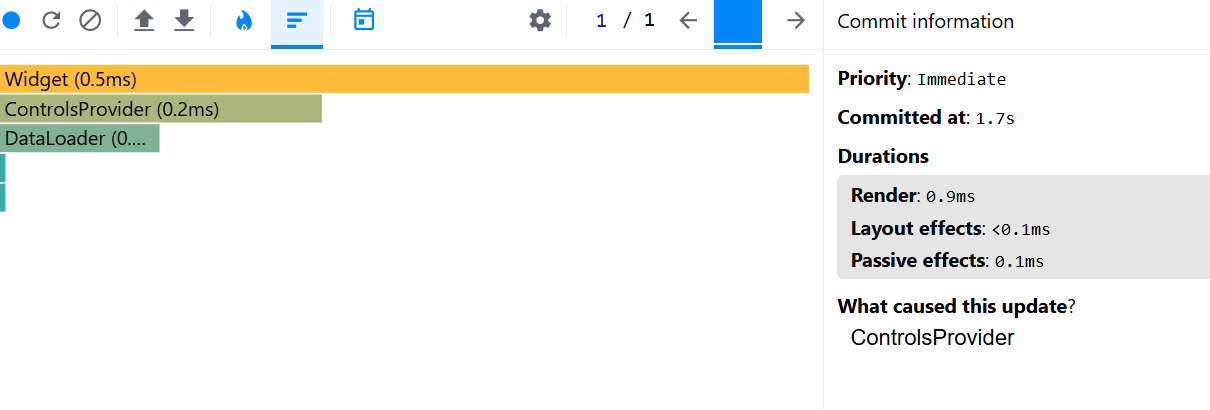 1 / 1
Commit information
Widget (0.5ms)
ControlsProvider (0.2ms)
DataLoader (0....
Priority: Immediate
Committed at: 1.7s
Durations
Render: 0.9ms
Layout effects: <0.1ms
Passive effects: 0.1ms
What caused this update?
ControlsProvider